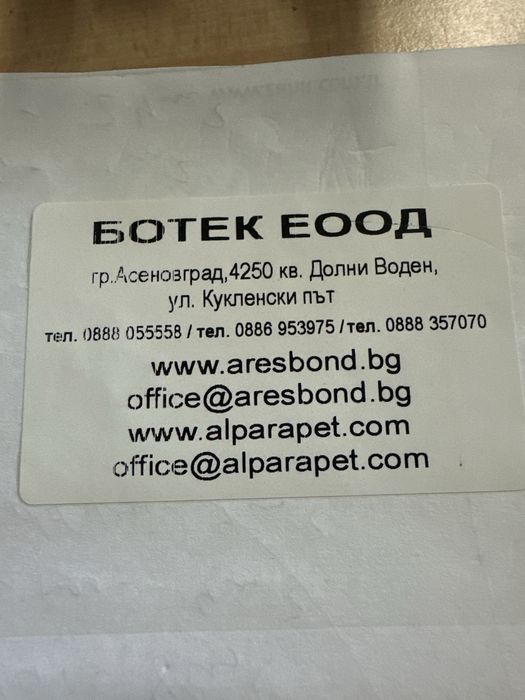 БОТЕК ЕООД
гр.Асеновград,4250 кв. Долни Воден,
ул. Кукленски път
тел. 0888 055558 / тел. 0886 953975 /тел. 0888 357070
www.aresbond.bg
office@aresbond.bg
www.alparapet.com
office@alparapet.com